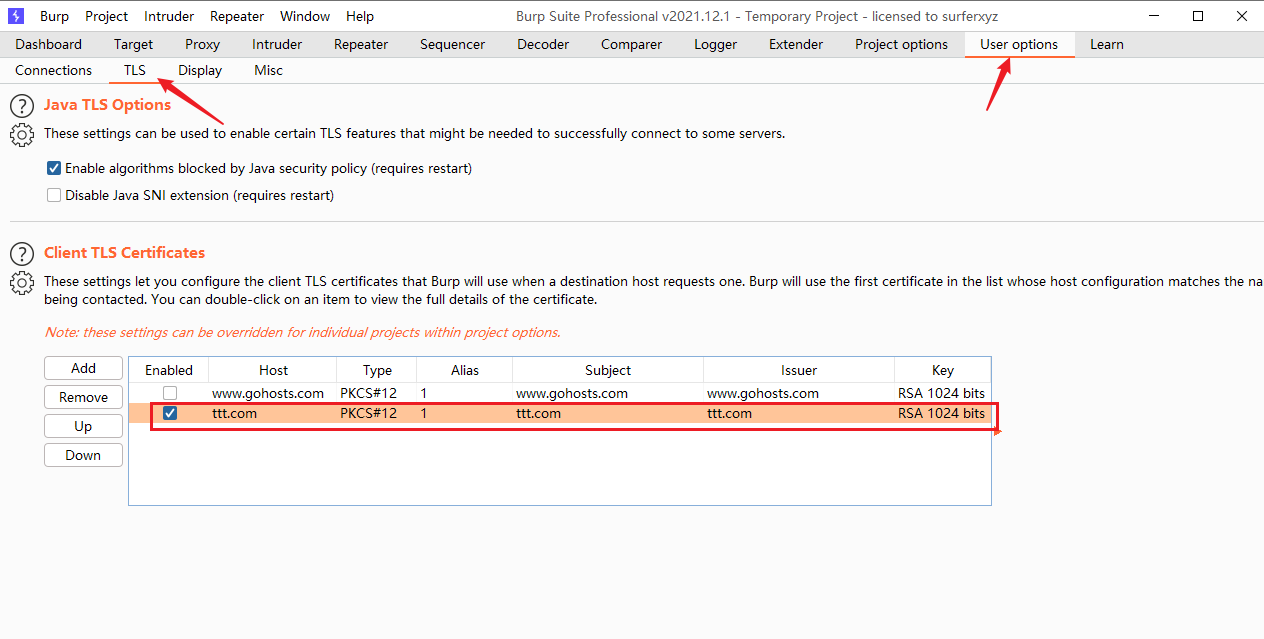 Burp Project Intruder Repeater Window Help Burp Suite Professional v2021.12.1 - Temporary Project - licensed to surferxyz
Dashboard Target Proxy Intruder Repeater Sequencer Decoder Comparer Logger Extender Project options User options Learn
Connections TLS Display Misc
Java TLS Options
These settings can be used to enable certain TLS features that might be needed to successfully connect to some servers.
Enable algorithms blocked by Java security policy (requires restart)
Disable Java SNI extension (requires restart)
Client TLS Certificates
These settings let you configure the client TLS certificates that Burp will use when a destination host requests one. Burp will use the first certificate in the list whose host configuration matches the na
being contacted. You can double-click on an item to view the full details of the certificate.
Note: these settings can be overridden for individual projects within project options.
Add Enabled Host Type Alias Subject Issuer Key
Remove www.gohosts.com PKCS#12 1 www.gohosts.com www.gohosts.com RSA 1024 bits
ttt.com PKCS#12 1 ttt.com ttt.com RSA 1024 bits
Up
Down